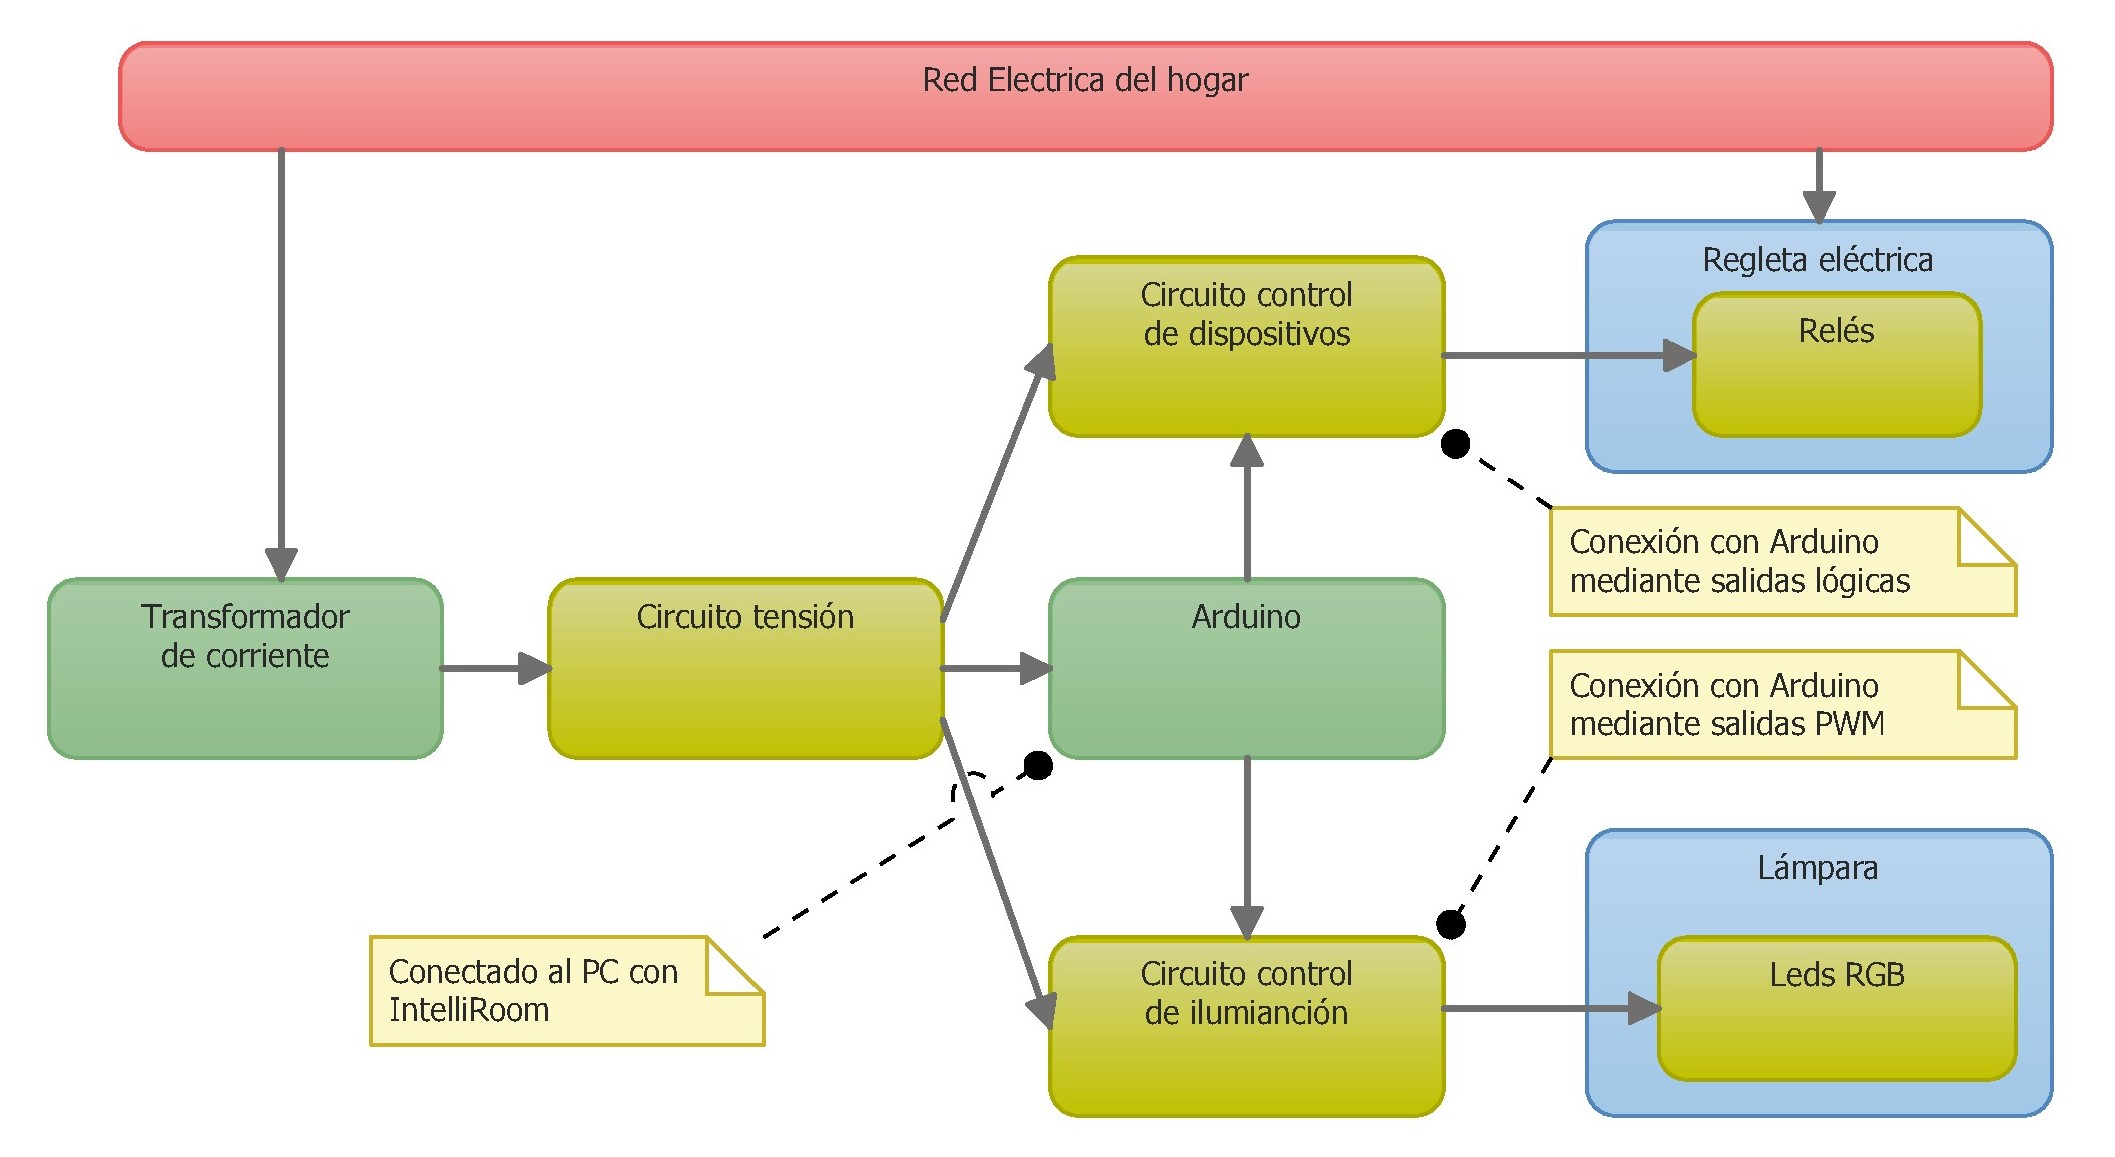 Red Electrica del hogar
Regleta eléctrica
Circuito control
de dispositivos
Relés
Conexión con Arduino
mediante salidas lógicas
Transformador
de corriente
Circuito tensión
Arduino
Conexión con Arduino
mediante salidas PWM
Lámpara
Conectado al PC con
IntelliRoom
Circuito control
de ilumianción
Leds RGB